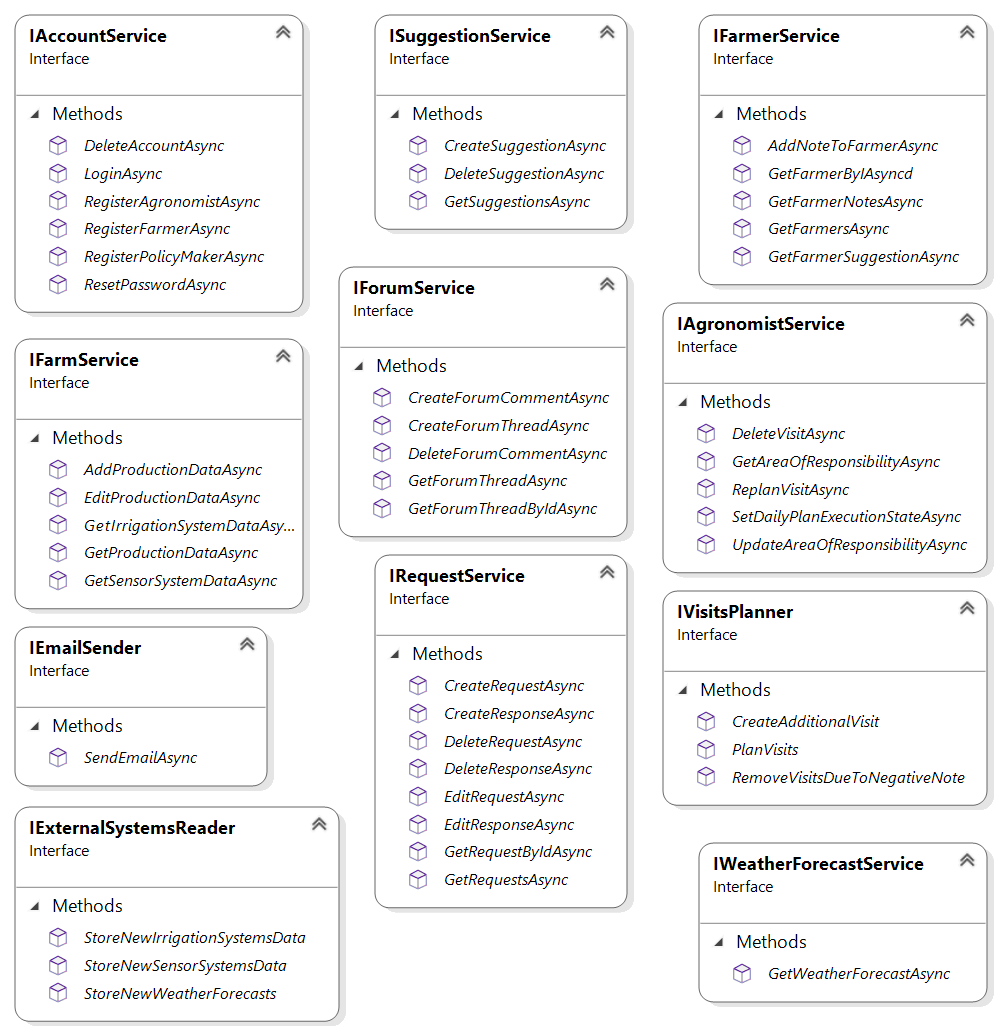 IAccountService
Interface
Methods
DeleteAccountAsync
LoginAsync
RegisterAgronomistAsync
RegisterFarmerAsync
RegisterPolicyMakerAsync
ResetPasswordAsync
IFarmService
Interface
Methods
AddProductionDataAsync
EditProductionDataAsync
GetIrrigationSystemDataAsy...
GetProductionDataAsync
GetSensorSystemDataAsync
IEmailSender
Interface
Methods
SendEmailAsync
IExternalSystemsReader
Interface
Methods
StoreNewIrrigationSystemsData
StoreNewSensorSystemsData
StoreNewWeatherForecasts
ISuggestionService
Interface
Methods
CreateSuggestionAsync
DeleteSuggestionAsync
GetSuggestionsAsync
IForumService
Interface
Methods
CreateForumCommentAsync
CreateForumThreadAsync
DeleteForumCommentAsync
GetForumThreadAsync
GetForumThreadByIdAsync
IRequestService
Interface
Methods
CreateRequestAsync
CreateResponseAsync
DeleteRequestAsync
DeleteResponseAsync
EditRequestAsync
EditResponseAsync
GetRequestByIdAsync
GetRequestsAsync
IFarmerService
Interface
Methods
AddNoteToFarmerAsync
GetFarmerByIAsyncd
GetFarmerNotesAsync
GetFarmersAsync
GetFarmerSuggestionAsync
IAgronomistService
Interface
Methods
DeleteVisitAsync
GetAreaOfResponsibilityAsync
ReplanVisitAsync
SetDailyPlanExecutionStateAsync
UpdateAreaOfResponsibilityAsync
IVisitsPlanner
Interface
Methods
CreateAdditionalVisit
PlanVisits
RemoveVisitsDueToNegativeNote
IWeatherForecastService
Interface
Methods
GetWeatherForecastAsync